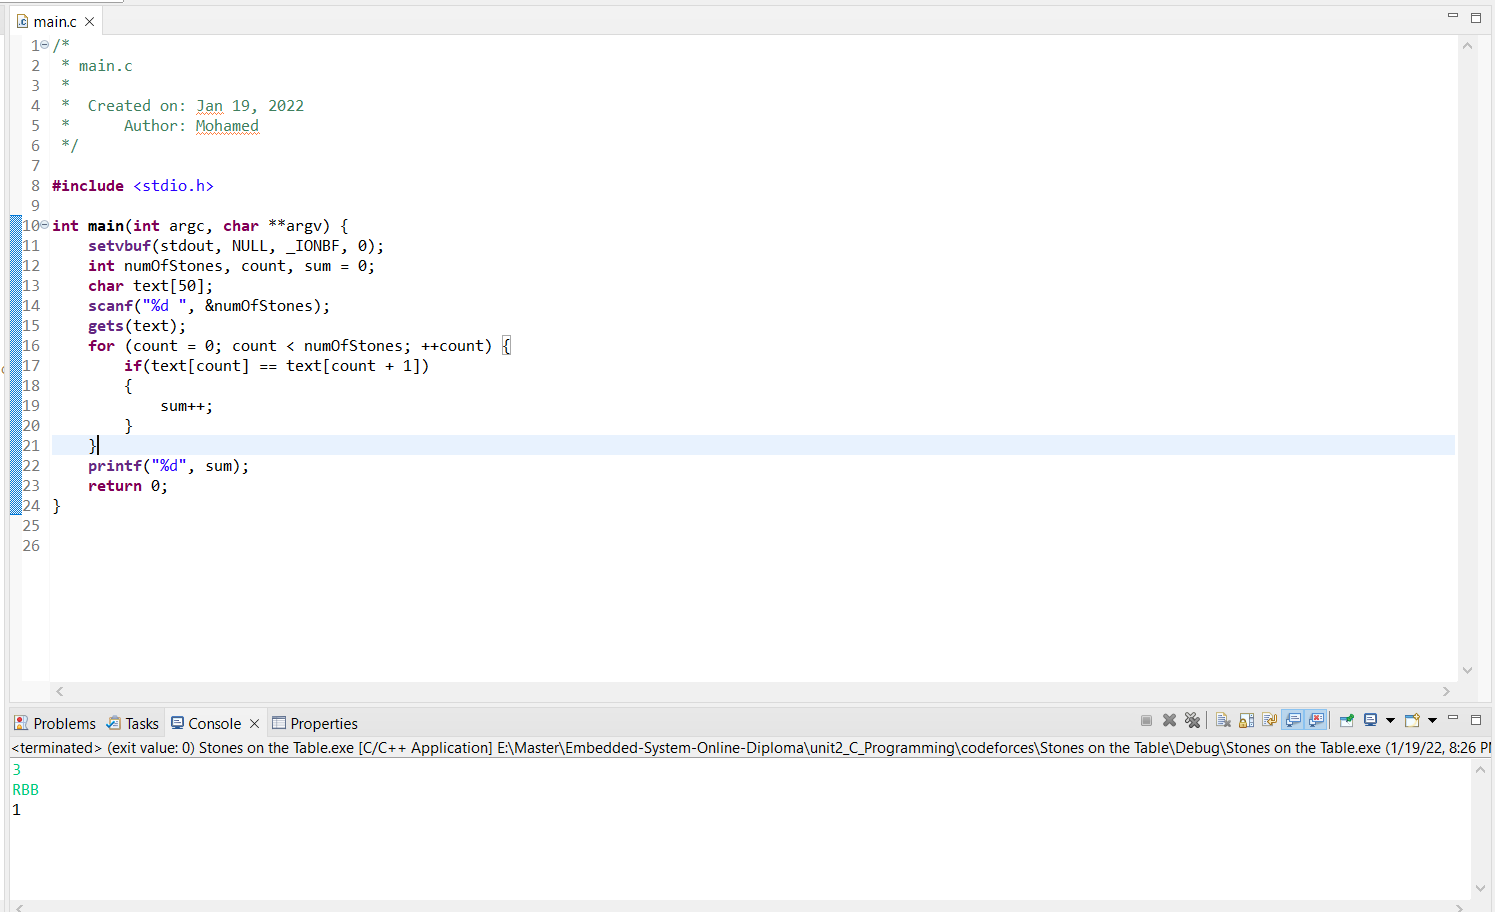 main.c
1 /*
2  * main.c
3  *
4  *  Created on: Jan 19, 2022
5  *      Author: Mohamed
6  */
7
8 #include <stdio.h>
9
10 int main(int argc, char **argv) {
11     setvbuf(stdout, NULL, _IONBF, 0);
12     int numOfStones, count, sum = 0;
13     char text[50];
14     scanf("%d ", &numOfStones);
15     gets(text);
16     for (count = 0; count < numOfStones; ++count) {
17         if(text[count] == text[count + 1])
18         {
19             sum++;
20         }
21     }
22     printf("%d", sum);
23     return 0;
24 }
25
26
Problems Tasks Console Properties
<terminated> (exit value: 0) Stones on the Table.exe [C/C++ Application] E:\Master\Embedded-System-Online-Diploma\unit2_C_Programming\codeforces\Stones on the Table\Debug\Stones on the Table.exe (1/19/22, 8:26 PM
3
RBB
1